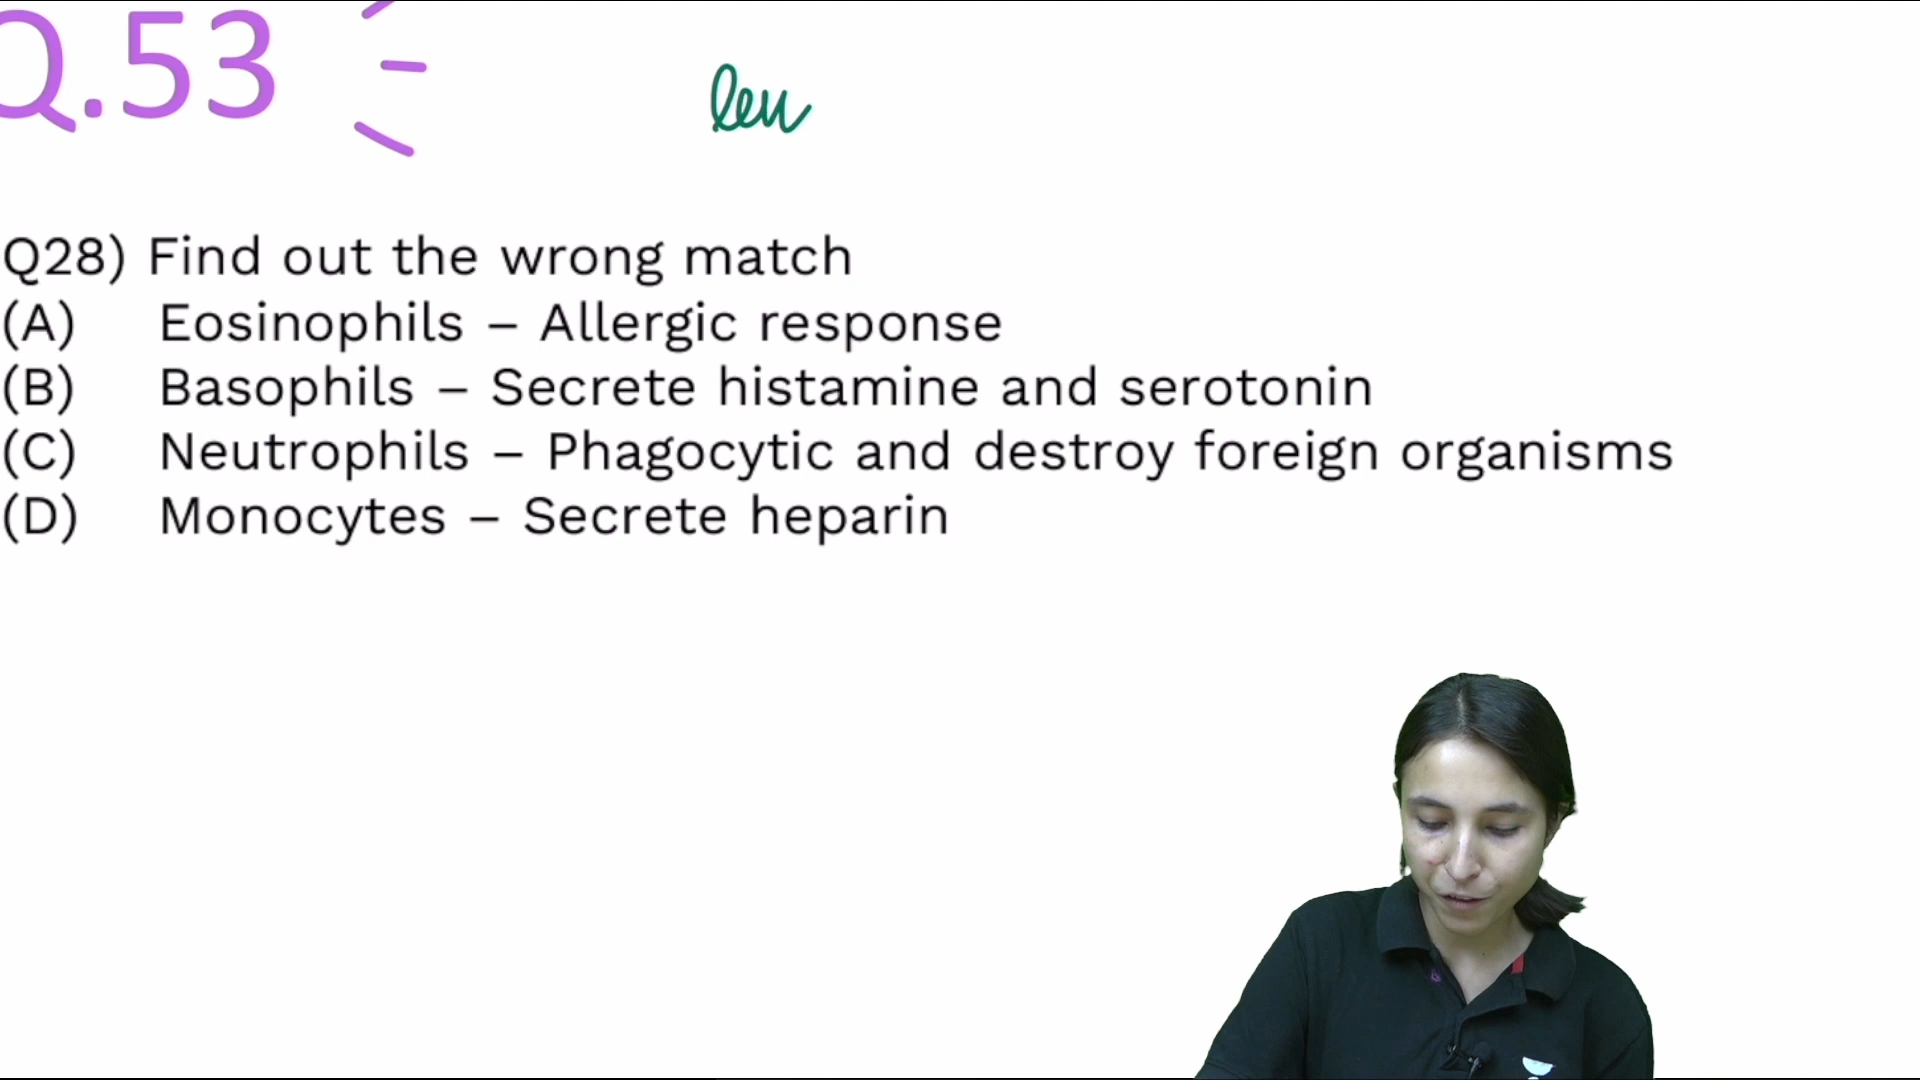 Q.53
leu
Q28) Find out the wrong match
(A) Eosinophils – Allergic response
(B) Basophils – Secrete histamine and serotonin
(C) Neutrophils – Phagocytic and destroy foreign organisms
(D) Monocytes – Secrete heparin